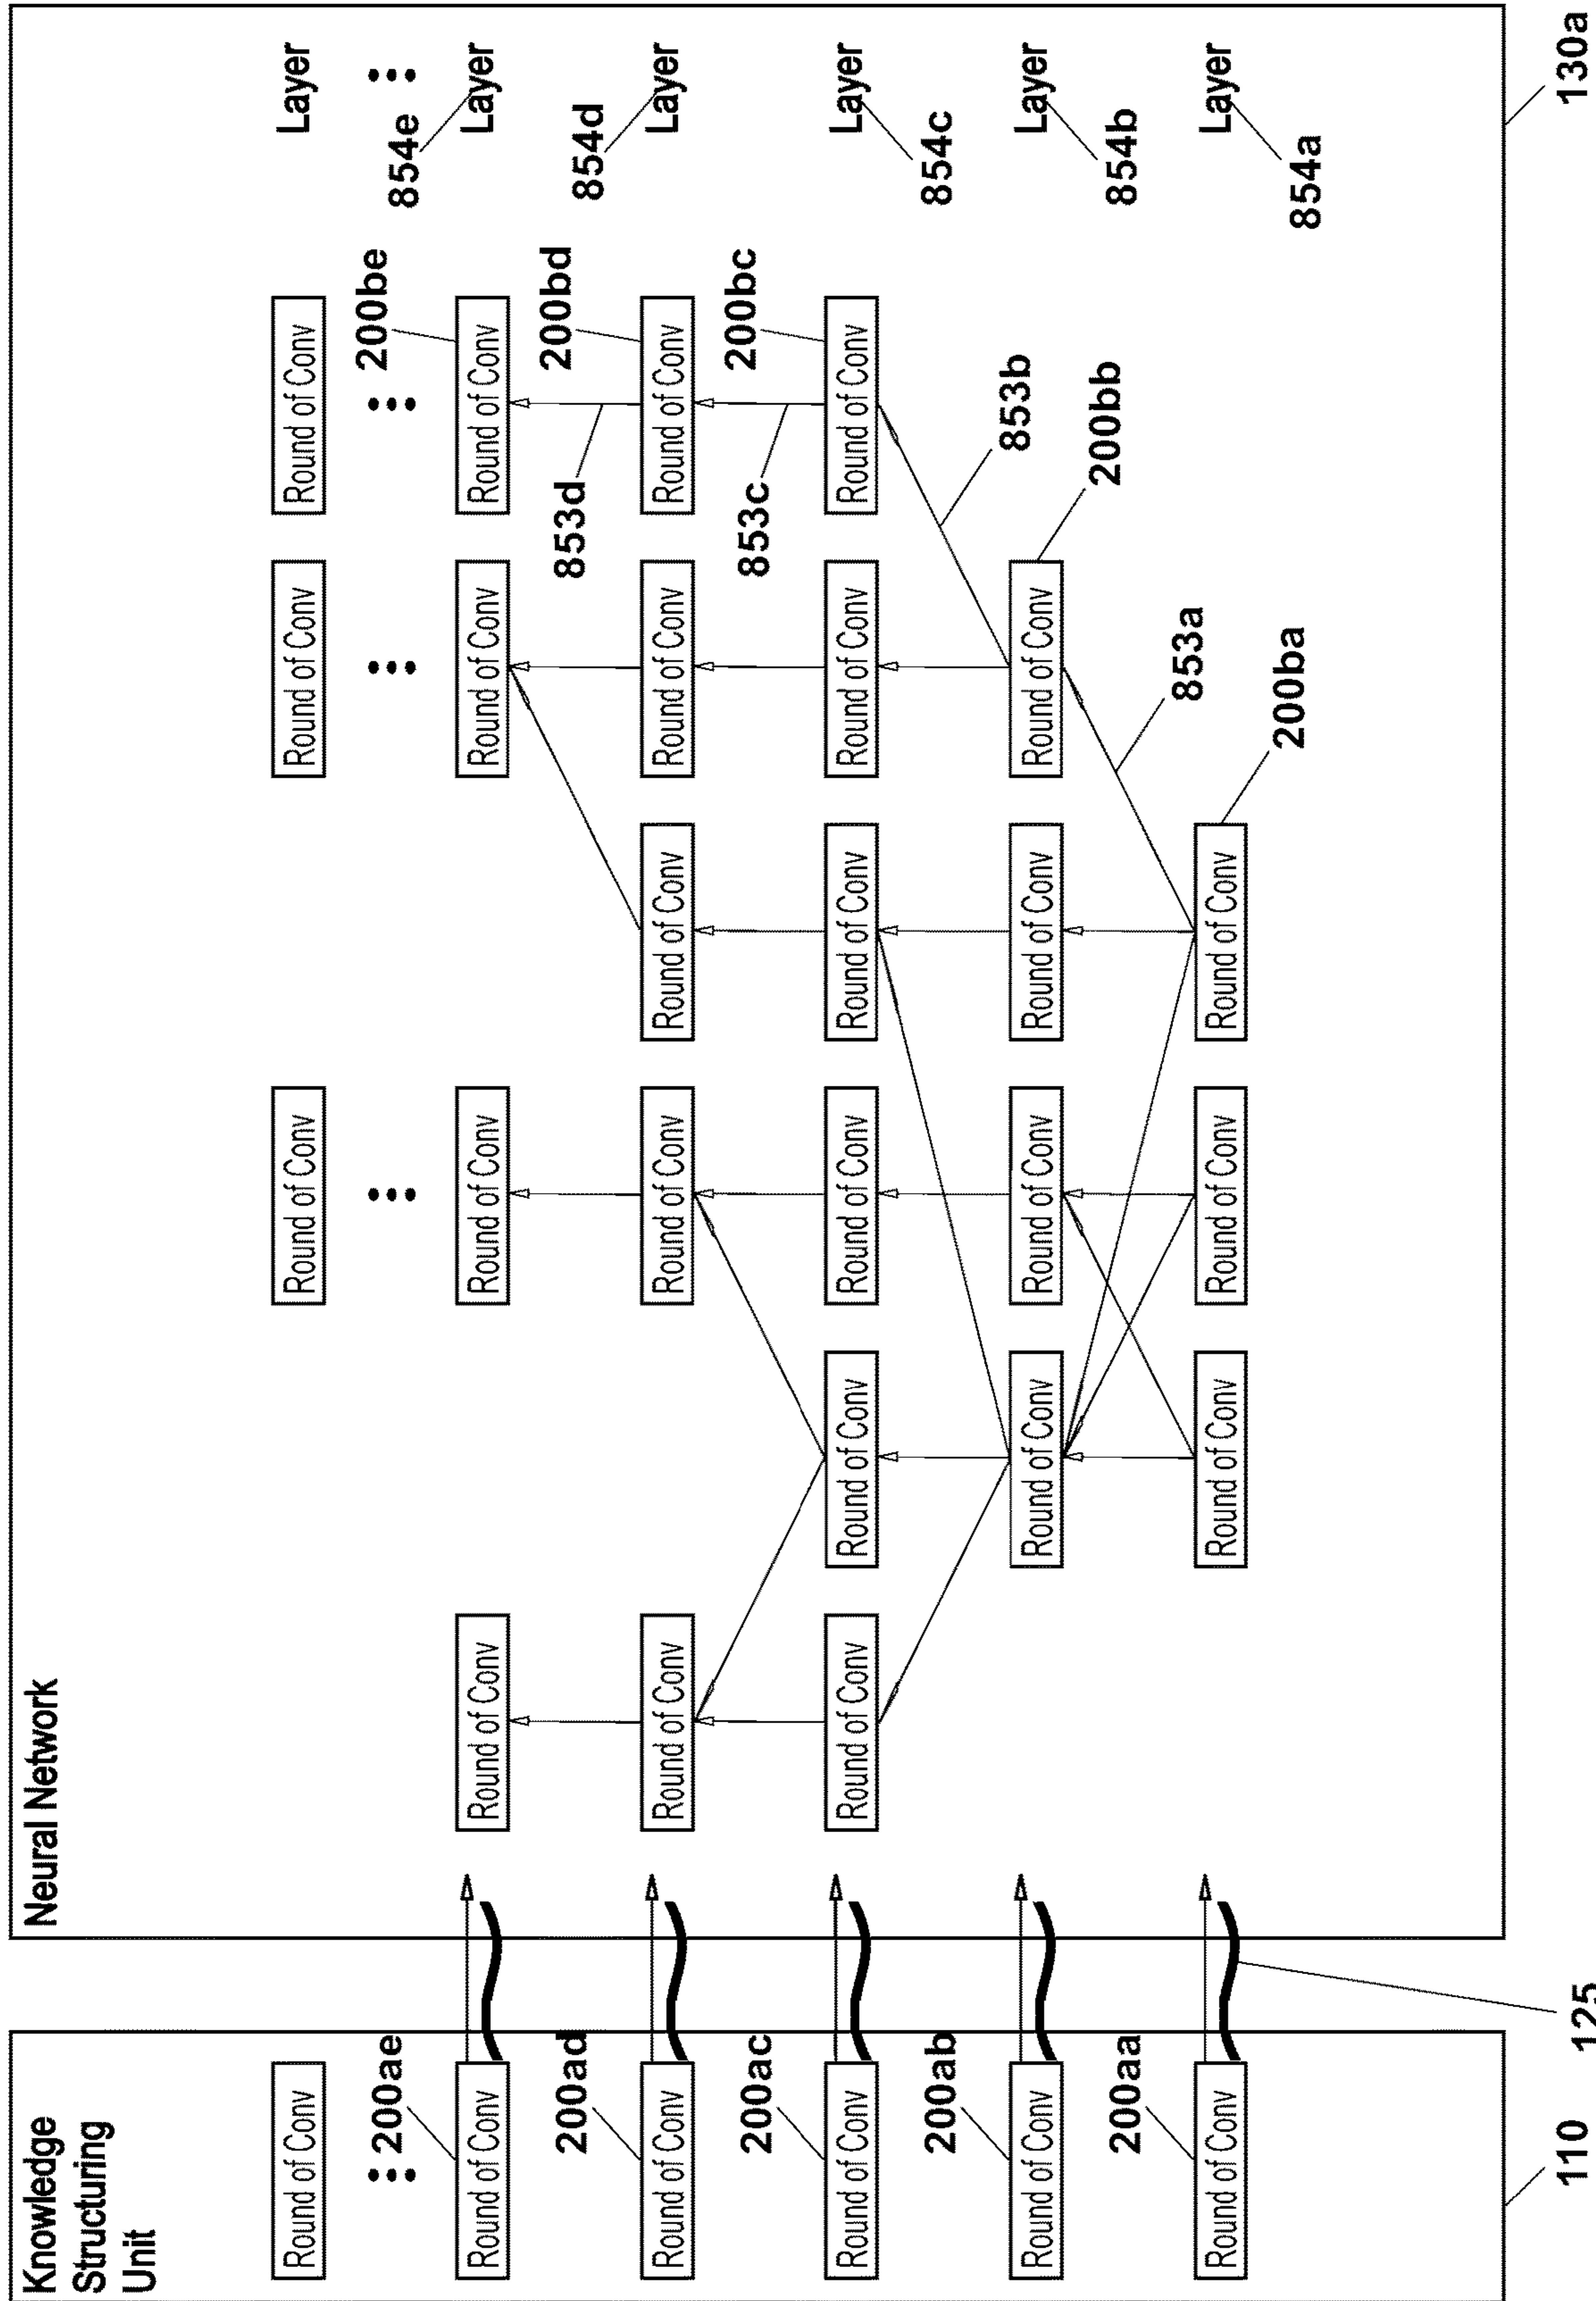 Knowledge
Structuring
Unit
Neural Network
Round of Conv
Round of Conv
Round of Conv
Round of Conv
Layer
200ae
200be
854e
Round of Conv
Round of Conv
Round of Conv
Round of Conv
Round of Conv
Layer
200ad
853d
200bd
854d
Round of Conv
Round of Conv
Round of Conv
Round of Conv
Round of Conv
Round of Conv
Layer
200ac
853c
200bc
Round of Conv
Round of Conv
Round of Conv
Round of Conv
Round of Conv
Round of Conv
Round of Conv
Layer
200ab
854c
853b
Round of Conv
Round of Conv
Round of Conv
Round of Conv
Round of Conv
Layer
200aa
200bb
854b
853a
Round of Conv
Round of Conv
Round of Conv
Round of Conv
Layer
200ba
854a
110
125
130a